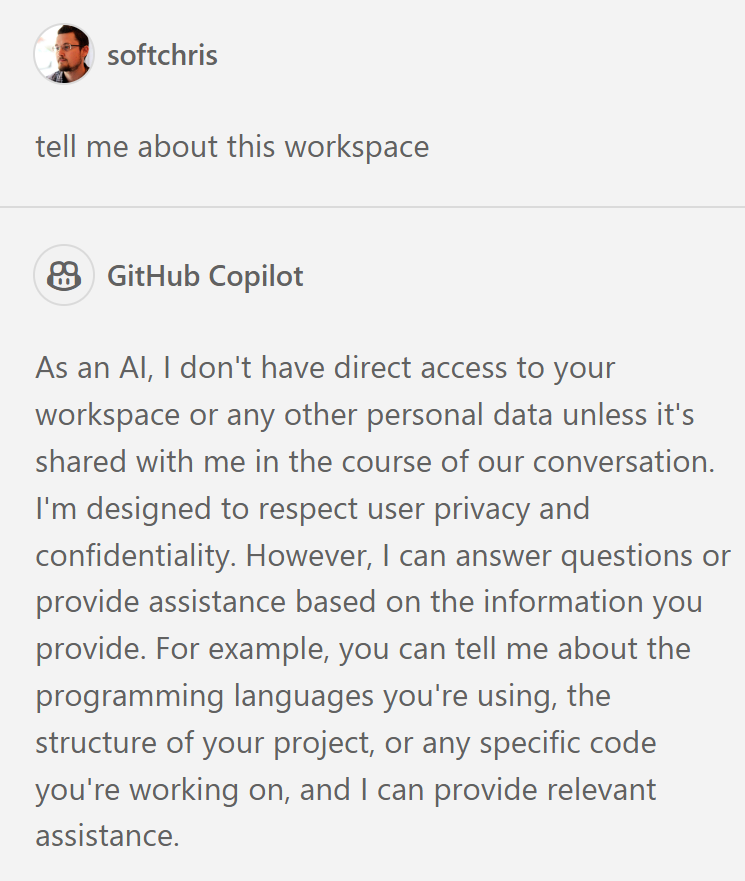 softchris
tell me about this workspace
GitHub Copilot
As an AI, I don't have direct access to your
workspace or any other personal data unless it's
shared with me in the course of our conversation.
I'm designed to respect user privacy and
confidentiality. However, I can answer questions or
provide assistance based on the information you
provide. For example, you can tell me about the
programming languages you're using, the
structure of your project, or any specific code
you're working on, and I can provide relevant
assistance.